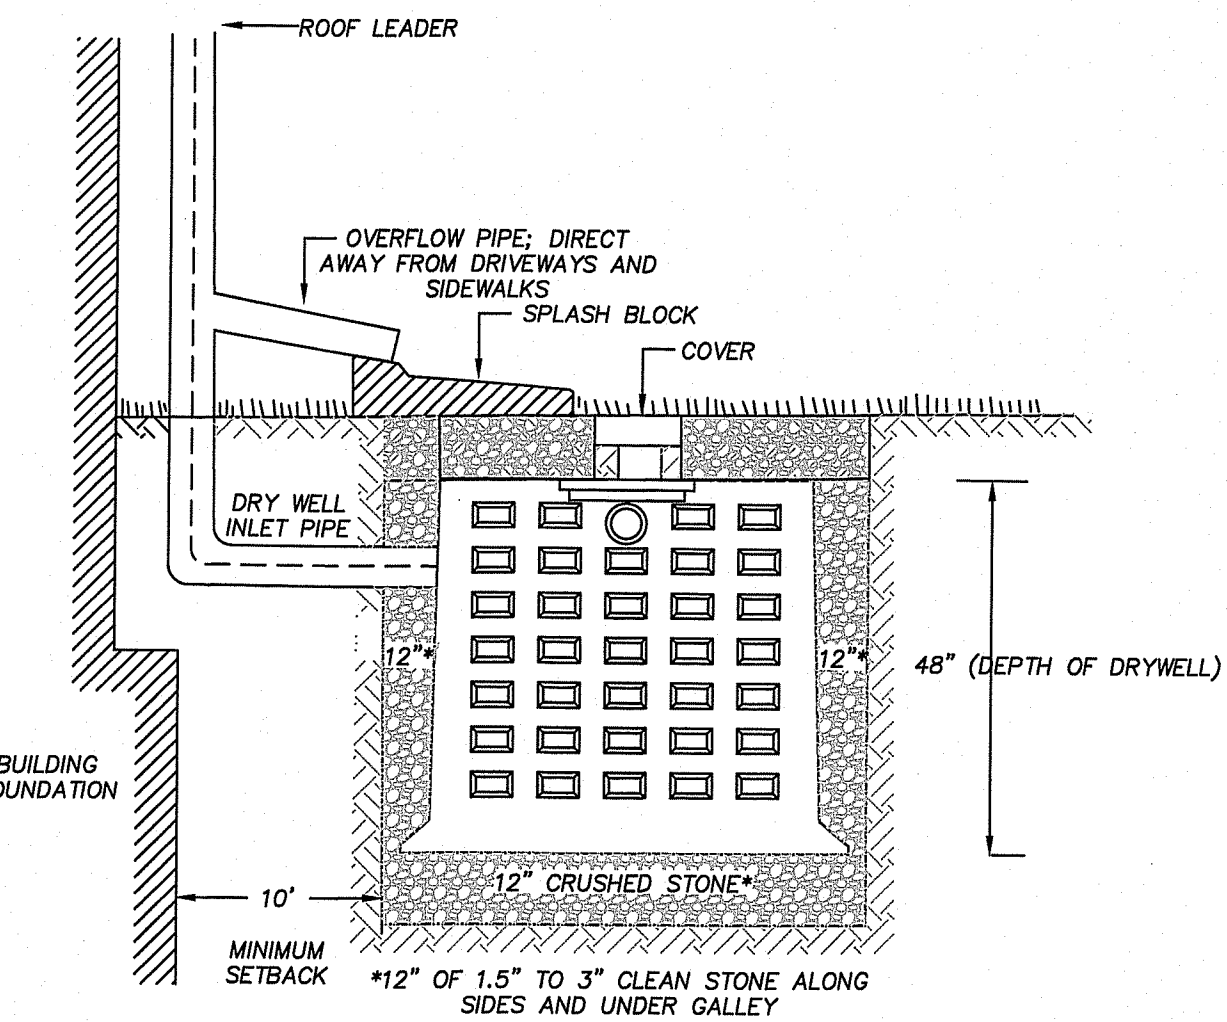 ROOF LEADER
OVERFLOW PIPE; DIRECT
AWAY FROM DRIVEWAYS AND
SIDEWALKS
SPLASH BLOCK
COVER
DRY WELL
INLET PIPE
12"*
12"*
48" (DEPTH OF DRYWELL)
BUILDING
OUNDATION
12" CRUSHED STONE*
10'
MINIMUM
SETBACK
*12" OF 1.5" TO 3" CLEAN STONE ALONG
SIDES AND UNDER GALLEY